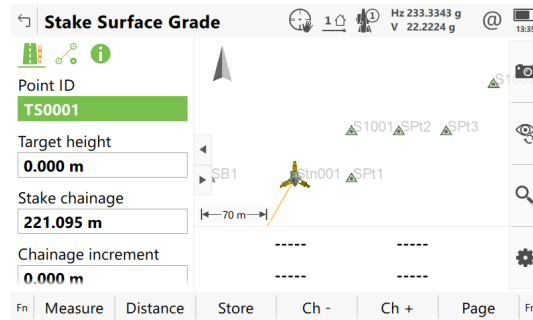 Stake Surface Grade
1
1
Hz 233.3343 g
V 22.2224 g
@
13:35
Point ID
TS0001
Target height
0.000 m
Stake chainage
221.095 m
Chainage increment
0.000 m
S1001
SPt2
SPt3
SB1
Stn001
SPt1
70 m
----- -----
----- -----
Fn Measure Distance Store Ch - Ch + Page Fn